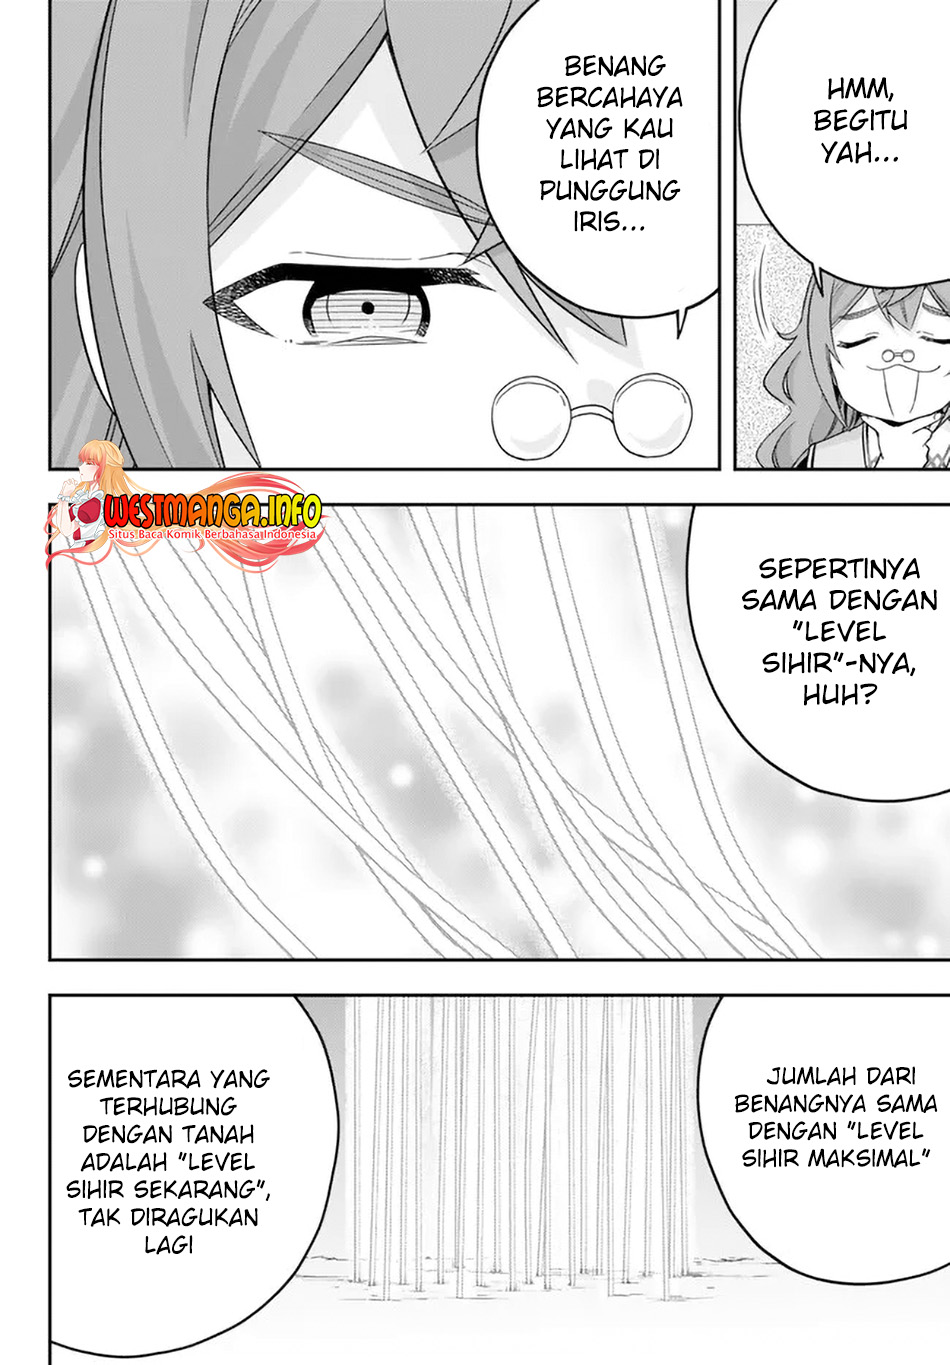 HMM,
BEGITU
YAH...
BENANG
BERCAHAYA
YANG KAU
LIHAT DI
PUNGGUNG
IRIS...
WESTMANGA.INFO
Situs Baca Komik Berbahasa Indonesia
SEPERTINYA
SAMA DENGAN
"LEVEL
SIHIR"-NYA,
HUH?
JUMLAH DARI
BENANGNYA SAMA
DENGAN "LEVEL
SIHIR MAKSIMAL"
SEMENTARA YANG
TERHUBUNG
DENGAN TANAH
ADALAH "LEVEL
SIHIR SEKARANG",
TAK DIRAGUKAN
LAGI